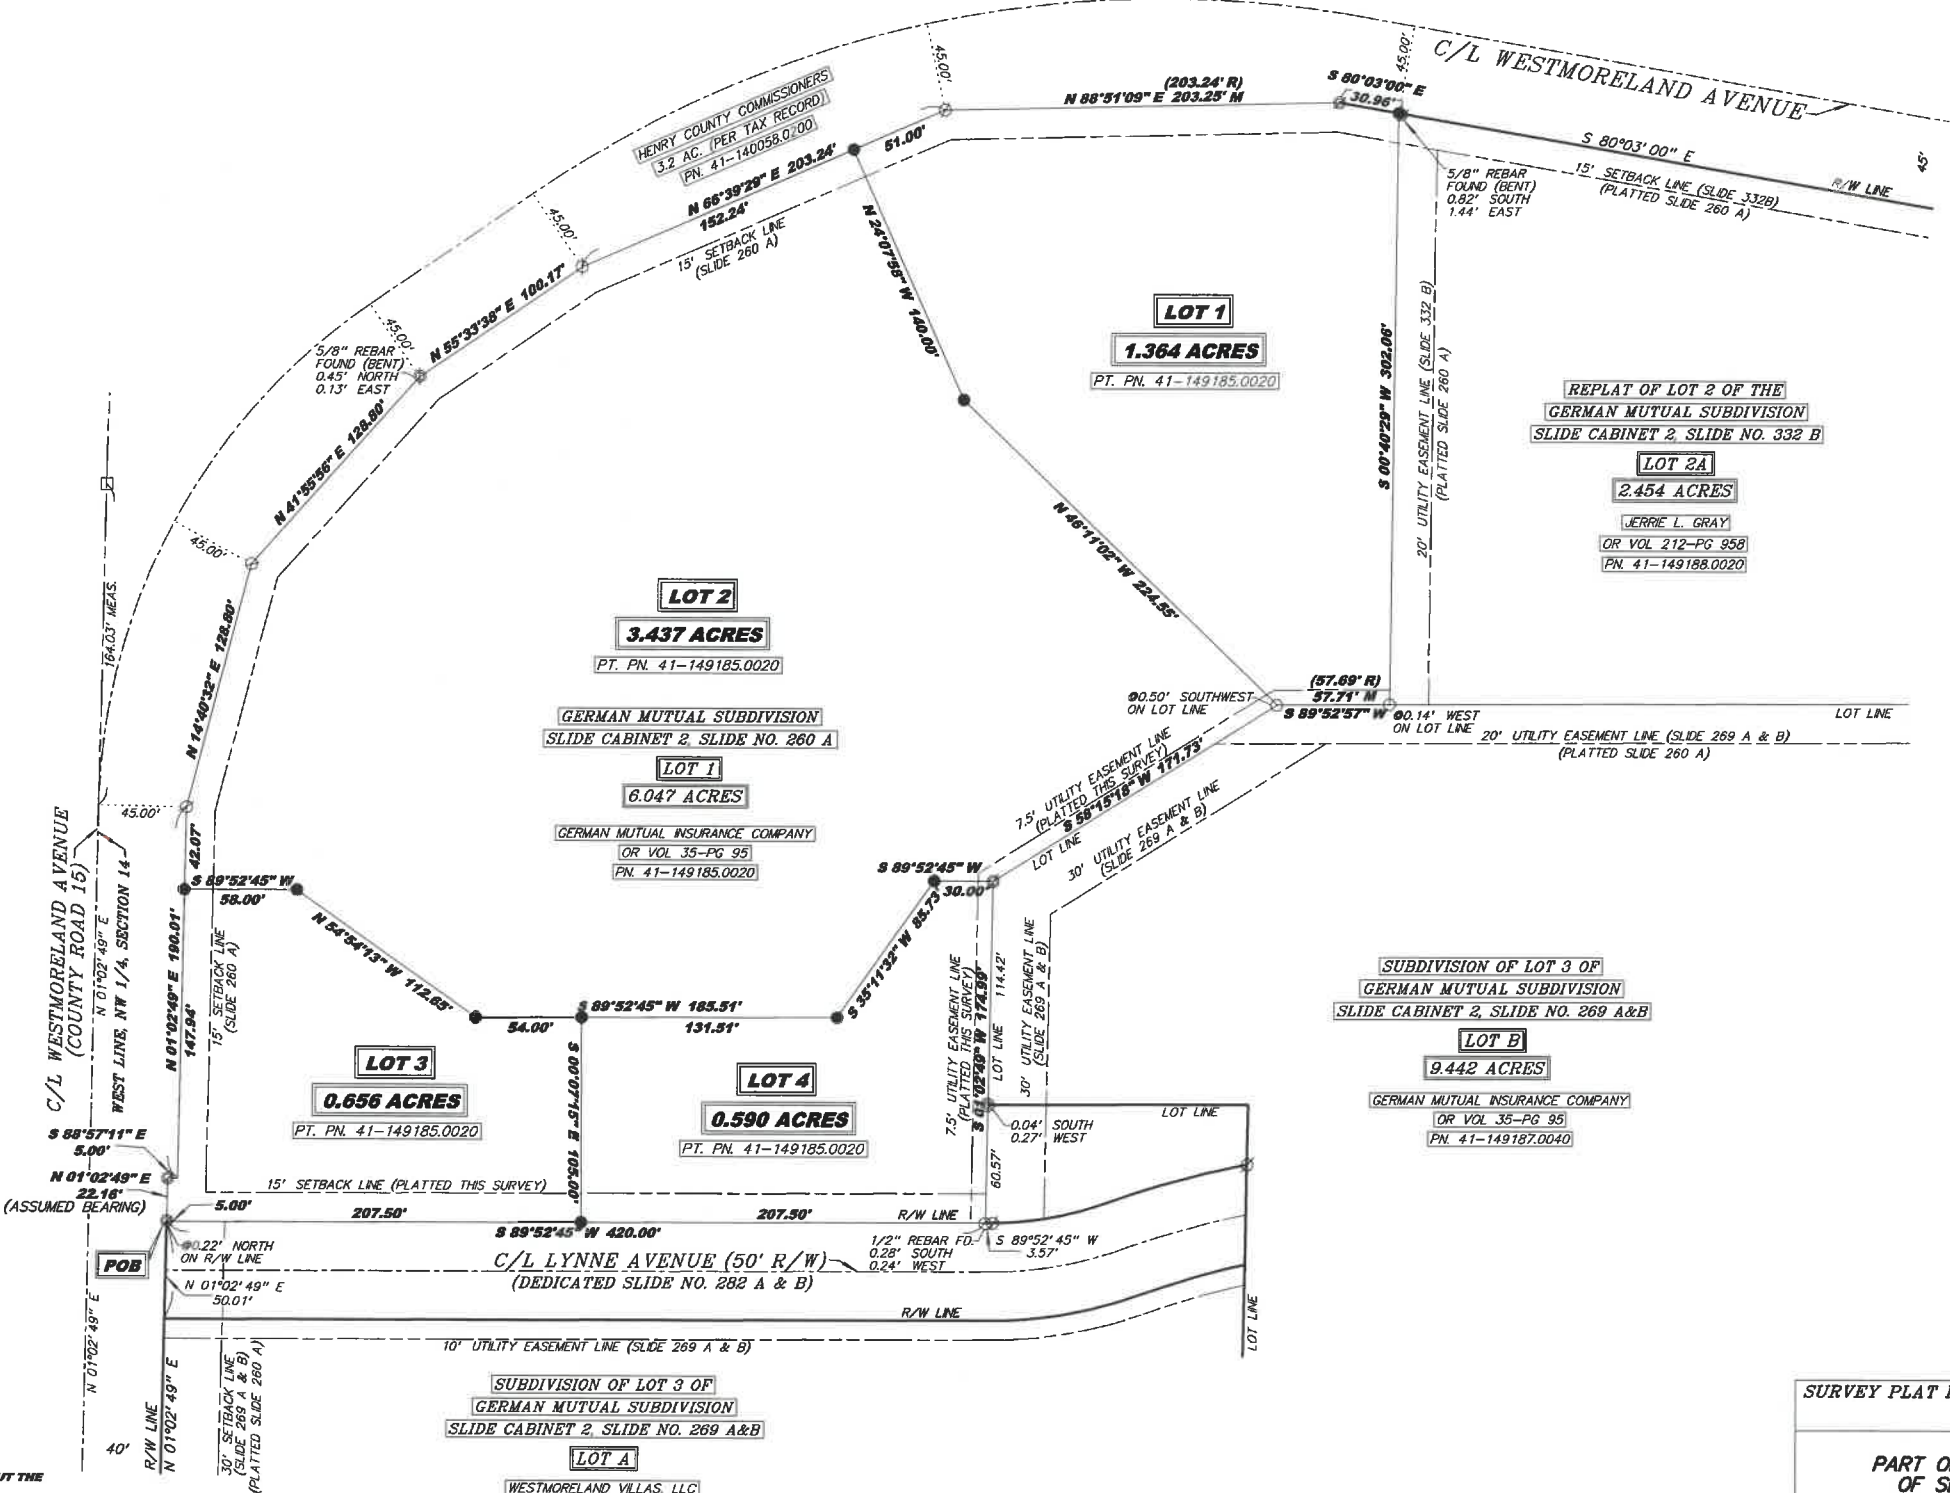 C/L WESTMORELAND AVENUE
45.00'
45.00'
S 80°03'00" E
30.96'
(203.24' R)
N 88°51'09" E 203.25' M
HENRY COUNTY COMMISSIONERS
3.2 AC. (PER TAX RECORD)
PN. 41-140058.0200
51.00'
N 66°39'29" E 203.24'
152.24'
15' SETBACK LINE
(SLIDE 260 A)
S 80°03'00" E
R/W LINE
45'
15' SETBACK LINE (SLIDE 332B)
(PLATTED SLIDE 260 A)
5/8" REBAR
FOUND (BENT)
0.82' SOUTH
1.44' EAST
45.00'
N 55°33'38" E 100.17'
45.00'
5/8" REBAR
FOUND (BENT)
0.45' NORTH
0.13' EAST
N 24°07'58" W 140.00'
LOT 1
1.364 ACRES
PT. PN. 41-149185.0020
S 00°40'29" W 302.06'
20' UTILITY EASEMENT LINE (SLIDE 332 B)
(PLATTED SLIDE 260 A)
REPLAT OF LOT 2 OF THE
GERMAN MUTUAL SUBDIVISION
SLIDE CABINET 2, SLIDE NO. 332 B
LOT 2A
2.454 ACRES
JERRIE L. GRAY
OR VOL 212-PG 958
PN. 41-149188.0020
N 41°55'56" E 128.80'
45.00'
N 46°11'02" W 224.55'
164.03' MEAS.
N 14°40'32" E 128.80'
LOT 2
3.437 ACRES
PT. PN. 41-149185.0020
GERMAN MUTUAL SUBDIVISION
SLIDE CABINET 2, SLIDE NO. 260 A
LOT 1
6.047 ACRES
GERMAN MUTUAL INSURANCE COMPANY
OR VOL 35-PG 95
PN. 41-149185.0020
0.50' SOUTHWEST
ON LOT LINE
(57.69' R)
57.71' M
S 89°52'57" W
0.14' WEST
ON LOT LINE
LOT LINE
20' UTILITY EASEMENT LINE (SLIDE 269 A & B)
(PLATTED SLIDE 260 A)
7.5' UTILITY EASEMENT LINE
(PLATTED THIS SURVEY)
S 58°15'18" W 171.73'
LOT LINE
30' UTILITY EASEMENT LINE
(SLIDE 269 A & B)
45.00'
42.07'
C/L WESTMORELAND AVENUE
(COUNTY ROAD 15)
N 01°02'49" E
WEST LINE, NW 1/4, SECTION 14
S 89°52'45" W
58.00'
N 54°54'13" W 112.65'
S 89°52'45" W
30.00'
S 35°11'32" W 85.73'
N 01°02'49" E 190.01'
147.94'
15' SETBACK LINE
(SLIDE 260 A)
S 89°52'45" W 185.51'
54.00'
131.51'
7.5' UTILITY EASEMENT LINE
(PLATTED THIS SURVEY)
S 01°02'49" W 174.99'
LOT LINE 114.42'
30' UTILITY EASEMENT LINE
(SLIDE 269 A & B)
SUBDIVISION OF LOT 3 OF
GERMAN MUTUAL SUBDIVISION
SLIDE CABINET 2, SLIDE NO. 269 A&B
LOT B
9.442 ACRES
GERMAN MUTUAL INSURANCE COMPANY
OR VOL 35-PG 95
PN. 41-149187.0040
LOT 3
0.656 ACRES
PT. PN. 41-149185.0020
S 00°07'15" E 105.00'
LOT 4
0.590 ACRES
PT. PN. 41-149185.0020
LOT LINE
0.04' SOUTH
0.27' WEST
60.57'
S 88°57'11" E
5.00'
N 01°02'49" E
22.16'
(ASSUMED BEARING)
15' SETBACK LINE (PLATTED THIS SURVEY)
5.00'
207.50'
S 89°52'45" W 420.00'
207.50'
R/W LINE
0.22' NORTH
ON R/W LINE
POB
C/L LYNNE AVENUE (50' R/W)
(DEDICATED SLIDE NO. 282 A & B)
1/2" REBAR FD.
0.28' SOUTH
0.24' WEST
S 89°52'45" W
3.57'
N 01°02'49" E
50.01'
R/W LINE
LOT LINE
10' UTILITY EASEMENT LINE (SLIDE 269 A & B)
N 01°02'49" E
R/W LINE
N 01°02'49" E
30' SETBACK LINE
(SLIDE 269 A & B)
(PLATTED SLIDE 260 A)
40'
SUBDIVISION OF LOT 3 OF
GERMAN MUTUAL SUBDIVISION
SLIDE CABINET 2, SLIDE NO. 269 A&B
LOT A
WESTMORELAND VILLAS, LLC
SURVEY PLAT
PART
OF
THE